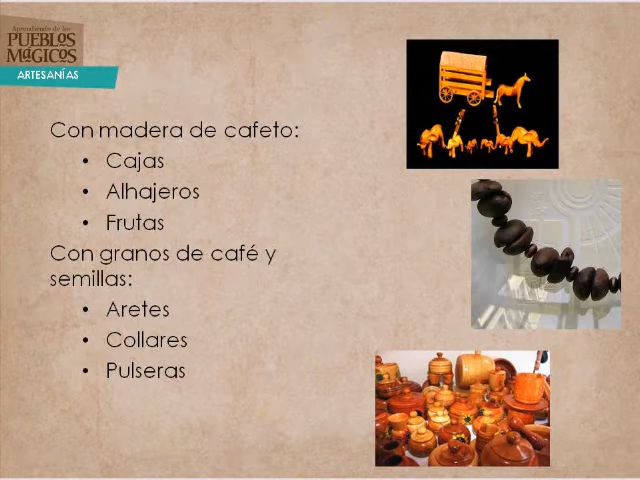 Aprendiendo de los
PUEBLOS
MáGICOS
ARTESANÍAS
Con madera de cafeto:
• Cajas
• Alhajeros
• Frutas
Con granos de café y
semillas:
• Aretes
• Collares
• Pulseras